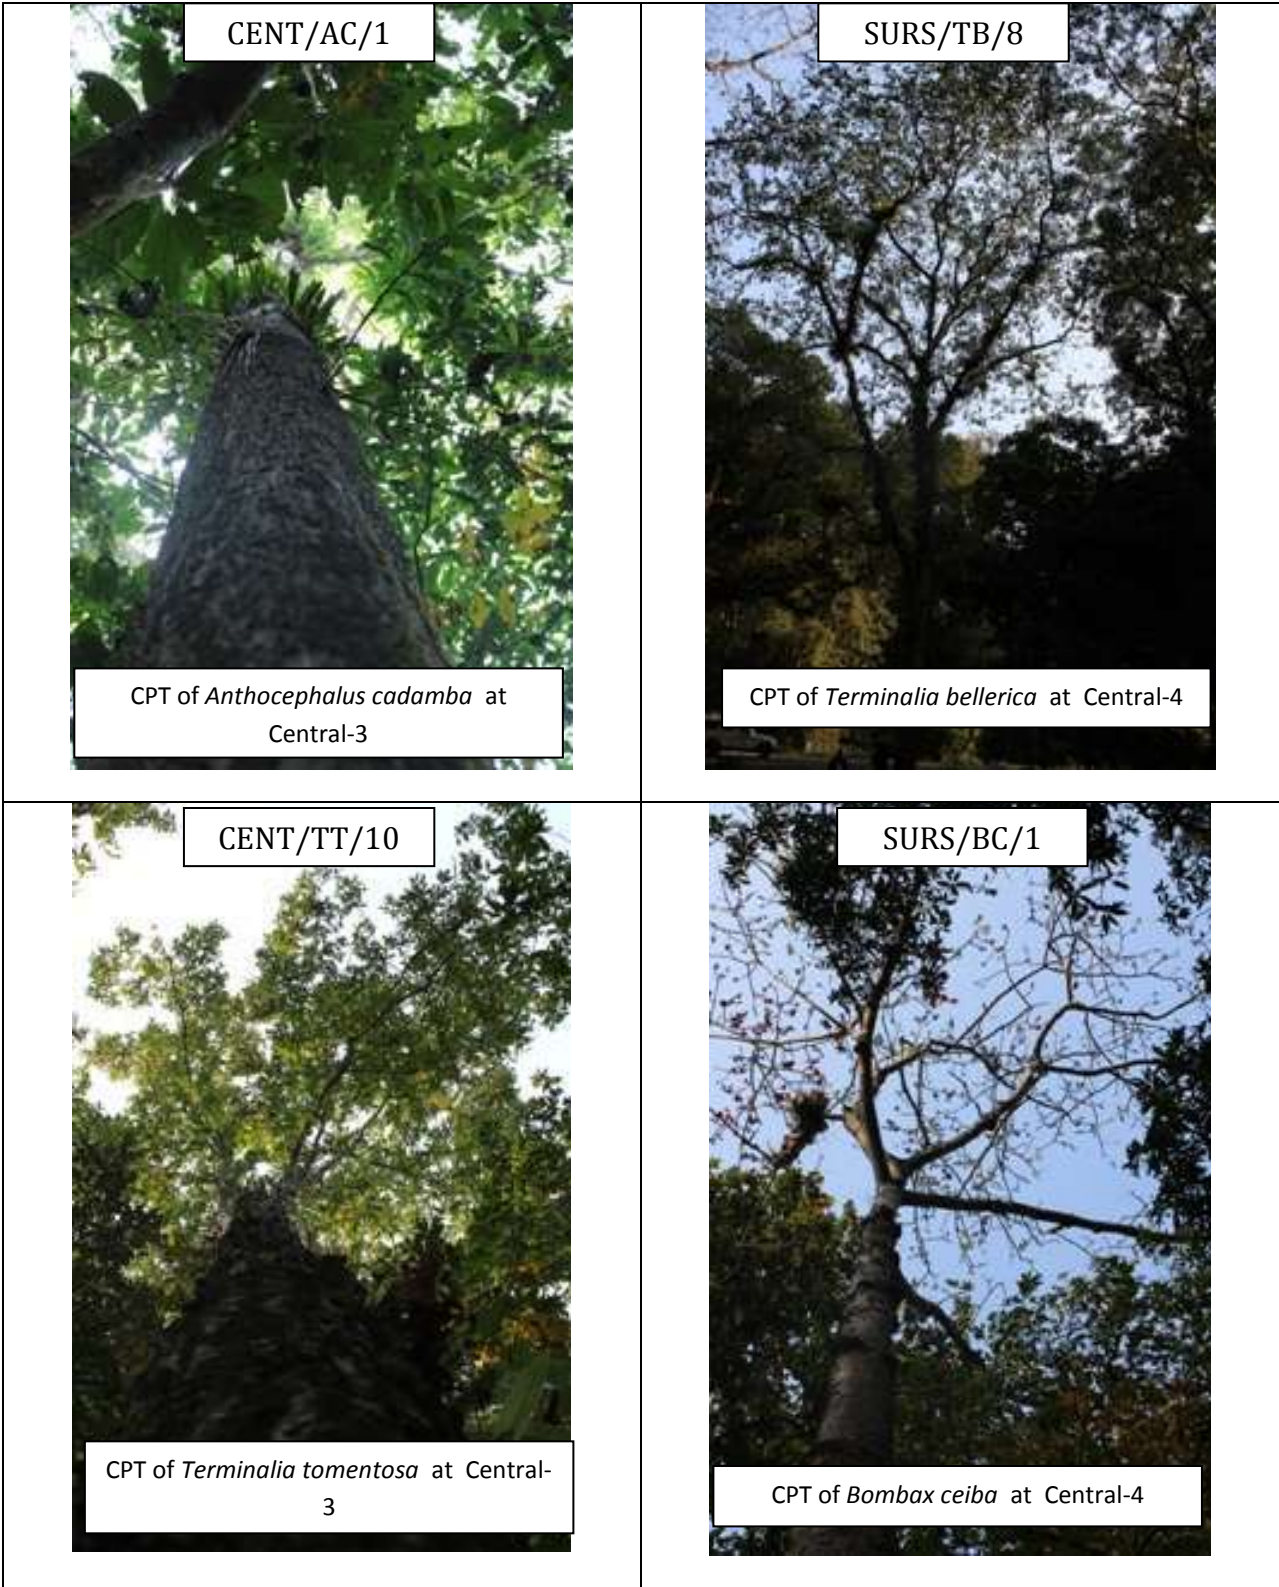 CENT/AC/1
CPT of Anthocephalus cadamba at
Central-3
SURS/TB/8
CPT of Terminalia bellerica at Central-4
CENT/TT/10
CPT of Terminalia tomentosa at Central-
3
SURS/BC/1
CPT of Bombax ceiba at Central-4